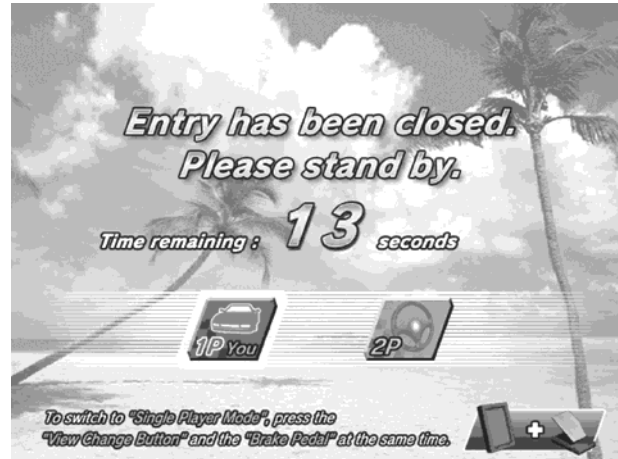 Entry has been closed.
Please stand by.
Time remaining : 13 seconds
1P You
2P
To switch to "Single Player Mode", press the
"View Change Button" and the "Brake Pedal" at the same time.